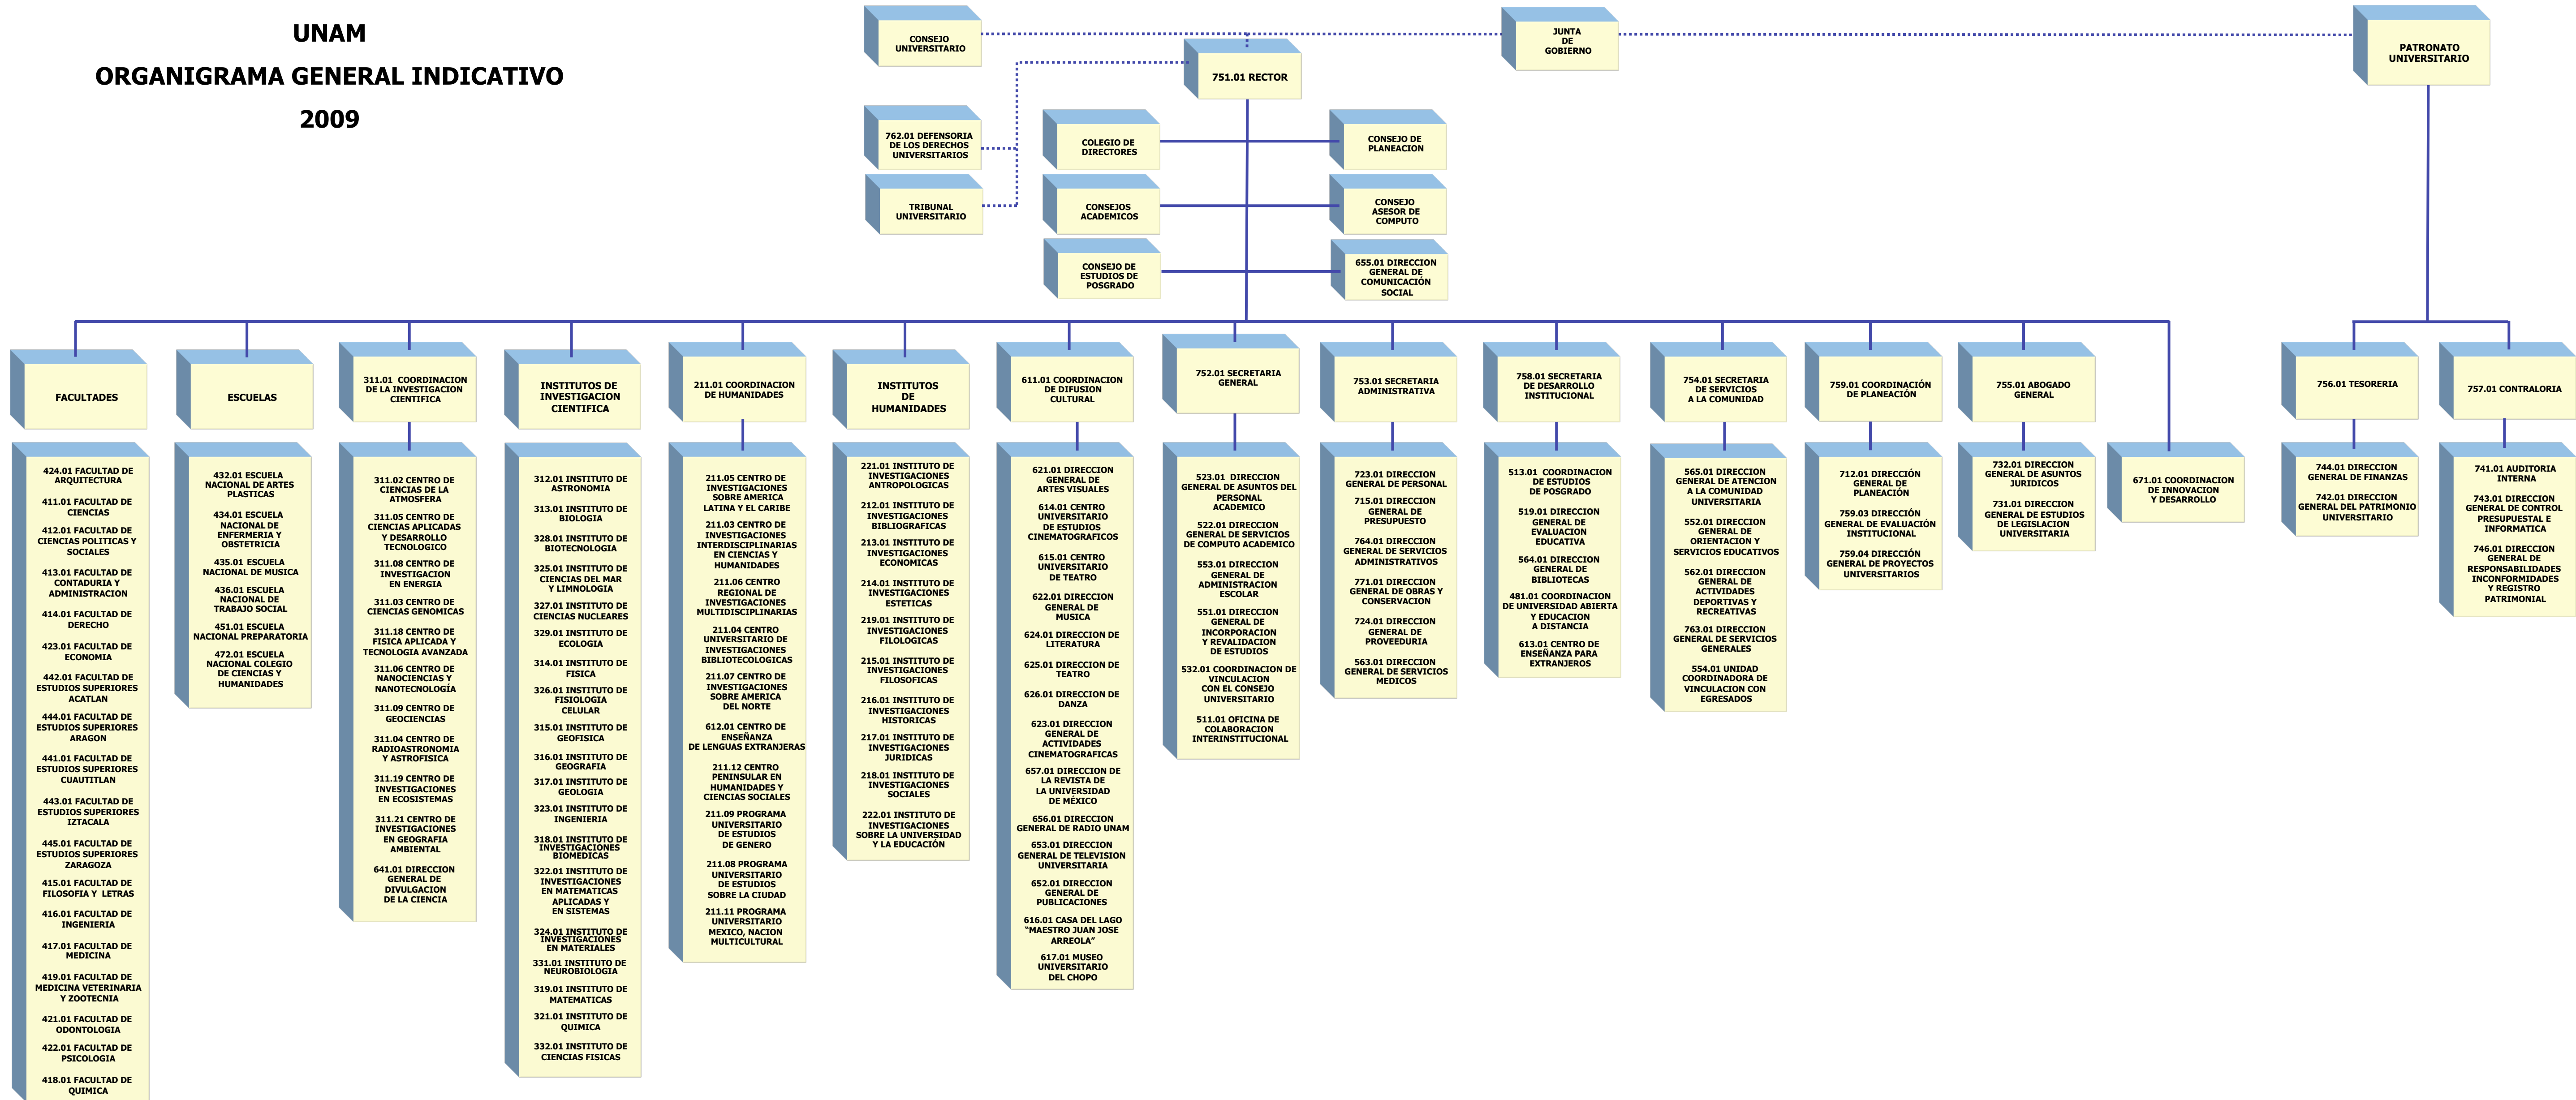 UNAM
ORGANIGRAMA GENERAL INDICATIVO
2009
CONSEJO
UNIVERSITARIO
JUNTA
DE
GOBIERNO
PATRONATO
UNIVERSITARIO
751.01 RECTOR
762.01 DEFENSORIA
DE LOS DERECHOS
UNIVERSITARIOS
COLEGIO DE
DIRECTORES
CONSEJO DE
PLANEACION
TRIBUNAL
UNIVERSITARIO
CONSEJOS
ACADEMICOS
CONSEJO
ASESOR DE
COMPUTO
CONSEJO DE
ESTUDIOS DE
POSGRADO
655.01 DIRECCION
GENERAL DE
COMUNICACIÓN
SOCIAL
FACULTADES
ESCUELAS
311.01 COORDINACION
DE LA INVESTIGACION
CIENTIFICA
INSTITUTOS DE
INVESTIGACION
CIENTIFICA
211.01 COORDINACION
DE HUMANIDADES
INSTITUTOS
DE
HUMANIDADES
611.01 COORDINACION
DE DIFUSION
CULTURAL
752.01 SECRETARIA
GENERAL
753.01 SECRETARIA
ADMINISTRATIVA
758.01 SECRETARIA
DE DESARROLLO
INSTITUCIONAL
754.01 SECRETARIA
DE SERVICIOS
A LA COMUNIDAD
759.01 COORDINACIÓN
DE PLANEACIÓN
755.01 ABOGADO
GENERAL
756.01 TESORERIA
757.01 CONTRALORIA
424.01 FACULTAD DE
ARQUITECTURA
411.01 FACULTAD DE
CIENCIAS
412.01 FACULTAD DE
CIENCIAS POLITICAS Y
SOCIALES
413.01 FACULTAD DE
CONTADURIA Y
ADMINISTRACION
414.01 FACULTAD DE
DERECHO
423.01 FACULTAD DE
ECONOMIA
442.01 FACULTAD DE
ESTUDIOS SUPERIORES
ACATLAN
444.01 FACULTAD DE
ESTUDIOS SUPERIORES
ARAGON
441.01 FACULTAD DE
ESTUDIOS SUPERIORES
CUAUTITLAN
443.01 FACULTAD DE
ESTUDIOS SUPERIORES
IZTACALA
445.01 FACULTAD DE
ESTUDIOS SUPERIORES
ZARAGOZA
415.01 FACULTAD DE
FILOSOFIA Y LETRAS
416.01 FACULTAD DE
INGENIERIA
417.01 FACULTAD DE
MEDICINA
419.01 FACULTAD DE
MEDICINA VETERINARIA
Y ZOOTECNIA
421.01 FACULTAD DE
ODONTOLOGIA
422.01 FACULTAD DE
PSICOLOGIA
418.01 FACULTAD DE
QUIMICA
432.01 ESCUELA
NACIONAL DE ARTES
PLASTICAS
434.01 ESCUELA
NACIONAL DE
ENFERMERIA Y
OBSTETRICIA
435.01 ESCUELA
NACIONAL DE MUSICA
436.01 ESCUELA
NACIONAL DE
TRABAJO SOCIAL
451.01 ESCUELA
NACIONAL PREPARATORIA
472.01 ESCUELA
NACIONAL COLEGIO
DE CIENCIAS Y
HUMANIDADES
311.02 CENTRO DE
CIENCIAS DE LA
ATMOSFERA
311.05 CENTRO DE
CIENCIAS APLICADAS
Y DESARROLLO
TECNOLOGICO
311.08 CENTRO DE
INVESTIGACION
EN ENERGIA
311.03 CENTRO DE
CIENCIAS GENOMICAS
311.18 CENTRO DE
FISICA APLICADA Y
TECNOLOGIA AVANZADA
311.06 CENTRO DE
NANOCIENCIAS Y
NANOTECNOLOGÍA
311.09 CENTRO DE
GEOCIENCIAS
311.04 CENTRO DE
RADIOASTRONOMIA
Y ASTROFISICA
311.19 CENTRO DE
INVESTIGACIONES
EN ECOSISTEMAS
311.21 CENTRO DE
INVESTIGACIONES
EN GEOGRAFIA
AMBIENTAL
641.01 DIRECCION
GENERAL DE
DIVULGACION
DE LA CIENCIA
312.01 INSTITUTO DE
ASTRONOMIA
313.01 INSTITUTO DE
BIOLOGIA
328.01 INSTITUTO DE
BIOTECNOLOGIA
325.01 INSTITUTO DE
CIENCIAS DEL MAR
Y LIMNOLOGIA
327.01 INSTITUTO DE
CIENCIAS NUCLEARES
329.01 INSTITUTO DE
ECOLOGIA
314.01 INSTITUTO DE
FISICA
326.01 INSTITUTO DE
FISIOLOGIA
CELULAR
315.01 INSTITUTO DE
GEOFISICA
316.01 INSTITUTO DE
GEOGRAFIA
317.01 INSTITUTO DE
GEOLOGIA
323.01 INSTITUTO DE
INGENIERIA
318.01 INSTITUTO DE
INVESTIGACIONES
BIOMEDICAS
322.01 INSTITUTO DE
INVESTIGACIONES
EN MATEMATICAS
APLICADAS Y
EN SISTEMAS
324.01 INSTITUTO DE
INVESTIGACIONES
EN MATERIALES
331.01 INSTITUTO DE
NEUROBIOLOGIA
319.01 INSTITUTO DE
MATEMATICAS
321.01 INSTITUTO DE
QUIMICA
332.01 INSTITUTO DE
CIENCIAS FISICAS
211.05 CENTRO DE
INVESTIGACIONES
SOBRE AMERICA
LATINA Y EL CARIBE
211.03 CENTRO DE
INVESTIGACIONES
INTERDISCIPLINARIAS
EN CIENCIAS Y
HUMANIDADES
211.06 CENTRO
REGIONAL DE
INVESTIGACIONES
MULTIDISCIPLINARIAS
211.04 CENTRO
UNIVERSITARIO DE
INVESTIGACIONES
BIBLIOTECOLOGICAS
211.07 CENTRO DE
INVESTIGACIONES
SOBRE AMERICA
DEL NORTE
612.01 CENTRO DE
ENSEÑANZA
DE LENGUAS EXTRANJERAS
211.12 CENTRO
PENINSULAR EN
HUMANIDADES Y
CIENCIAS SOCIALES
211.09 PROGRAMA
UNIVERSITARIO
DE ESTUDIOS
DE GENERO
211.08 PROGRAMA
UNIVERSITARIO
DE ESTUDIOS
SOBRE LA CIUDAD
211.11 PROGRAMA
UNIVERSITARIO
MEXICO, NACION
MULTICULTURAL
221.01 INSTITUTO DE
INVESTIGACIONES
ANTROPOLOGICAS
212.01 INSTITUTO DE
INVESTIGACIONES
BIBLIOGRAFICAS
213.01 INSTITUTO DE
INVESTIGACIONES
ECONOMICAS
214.01 INSTITUTO DE
INVESTIGACIONES
ESTETICAS
219.01 INSTITUTO DE
INVESTIGACIONES
FILOLOGICAS
215.01 INSTITUTO DE
INVESTIGACIONES
FILOSOFICAS
216.01 INSTITUTO DE
INVESTIGACIONES
HISTORICAS
217.01 INSTITUTO DE
INVESTIGACIONES
JURIDICAS
218.01 INSTITUTO DE
INVESTIGACIONES
SOCIALES
222.01 INSTITUTO DE
INVESTIGACIONES
SOBRE LA UNIVERSIDAD
Y LA EDUCACIÓN
621.01 DIRECCION
GENERAL DE
ARTES VISUALES
614.01 CENTRO
UNIVERSITARIO
DE ESTUDIOS
CINEMATOGRAFICOS
615.01 CENTRO
UNIVERSITARIO
DE TEATRO
622.01 DIRECCION
GENERAL DE
MUSICA
624.01 DIRECCION DE
LITERATURA
625.01 DIRECCION DE
TEATRO
626.01 DIRECCION DE
DANZA
623.01 DIRECCION
GENERAL DE
ACTIVIDADES
CINEMATOGRAFICAS
657.01 DIRECCION DE
LA REVISTA DE
LA UNIVERSIDAD
DE MÉXICO
656.01 DIRECCION
GENERAL DE RADIO UNAM
653.01 DIRECCION
GENERAL DE TELEVISION
UNIVERSITARIA
652.01 DIRECCION
GENERAL DE
PUBLICACIONES
616.01 CASA DEL LAGO
“MAESTRO JUAN JOSE
ARREOLA”
617.01 MUSEO
UNIVERSITARIO
DEL CHOPO
523.01 DIRECCION
GENERAL DE ASUNTOS DEL
PERSONAL
ACADEMICO
522.01 DIRECCION
GENERAL DE SERVICIOS
DE COMPUTO ACADEMICO
553.01 DIRECCION
GENERAL DE
ADMINISTRACION
ESCOLAR
551.01 DIRECCION
GENERAL DE
INCORPORACION
Y REVALIDACION
DE ESTUDIOS
532.01 COORDINACION DE
VINCULACION
CON EL CONSEJO
UNIVERSITARIO
511.01 OFICINA DE
COLABORACION
INTERINSTITUCIONAL
723.01 DIRECCION
GENERAL DE PERSONAL
715.01 DIRECCION
GENERAL DE
PRESUPUESTO
764.01 DIRECCION
GENERAL DE SERVICIOS
ADMINISTRATIVOS
771.01 DIRECCION
GENERAL DE OBRAS Y
CONSERVACION
724.01 DIRECCION
GENERAL DE
PROVEEDURIA
563.01 DIRECCION
GENERAL DE SERVICIOS
MEDICOS
513.01 COORDINACION
DE ESTUDIOS
DE POSGRADO
519.01 DIRECCION
GENERAL DE
EVALUACION
EDUCATIVA
564.01 DIRECCION
GENERAL DE
BIBLIOTECAS
481.01 COORDINACION
DE UNIVERSIDAD ABIERTA
Y EDUCACION
A DISTANCIA
613.01 CENTRO DE
ENSEÑANZA PARA
EXTRANJEROS
565.01 DIRECCION
GENERAL DE ATENCION
A LA COMUNIDAD
UNIVERSITARIA
552.01 DIRECCION
GENERAL DE
ORIENTACION Y
SERVICIOS EDUCATIVOS
562.01 DIRECCION
GENERAL DE
ACTIVIDADES
DEPORTIVAS Y
RECREATIVAS
763.01 DIRECCION
GENERAL DE SERVICIOS
GENERALES
554.01 UNIDAD
COORDINADORA DE
VINCULACION CON
EGRESADOS
712.01 DIRECCIÓN
GENERAL DE
PLANEACIÓN
759.03 DIRECCIÓN
GENERAL DE EVALUACIÓN
INSTITUCIONAL
759.04 DIRECCIÓN
GENERAL DE PROYECTOS
UNIVERSITARIOS
732.01 DIRECCION
GENERAL DE ASUNTOS
JURIDICOS
731.01 DIRECCION
GENERAL DE ESTUDIOS
DE LEGISLACION
UNIVERSITARIA
671.01 COORDINACION
DE INNOVACION
Y DESARROLLO
744.01 DIRECCION
GENERAL DE FINANZAS
742.01 DIRECCION
GENERAL DEL PATRIMONIO
UNIVERSITARIO
741.01 AUDITORIA
INTERNA
743.01 DIRECCION
GENERAL DE CONTROL
PRESUPUESTAL E
INFORMATICA
746.01 DIRECCION
GENERAL DE
RESPONSABILIDADES
INCONFORMIDADES
Y REGISTRO
PATRIMONIAL